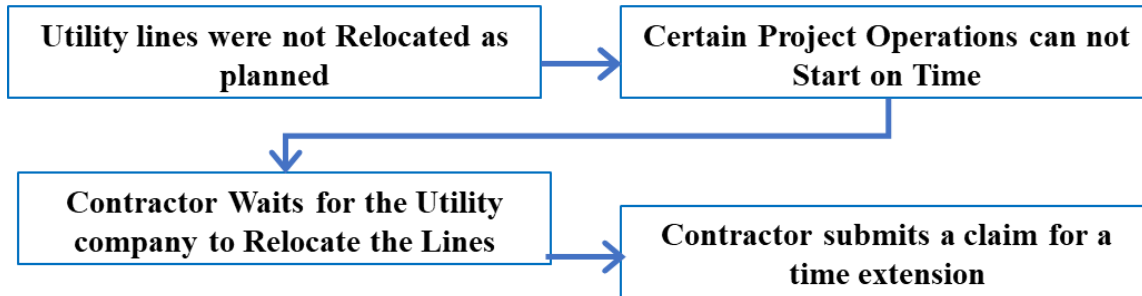 Utility lines were not Relocated as
planned
Certain Project Operations can not
Start on Time
Contractor Waits for the Utility
company to Relocate the Lines
Contractor submits a claim for a
time extension